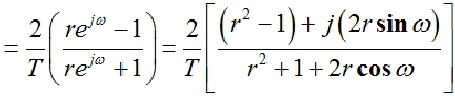 = 2/T ( (re^{jω} − 1) / (re^{jω} + 1) ) = 2/T [ ( (r² − 1) + j(2r sin ω) ) / ( r² + 1 + 2r cos ω ) ]